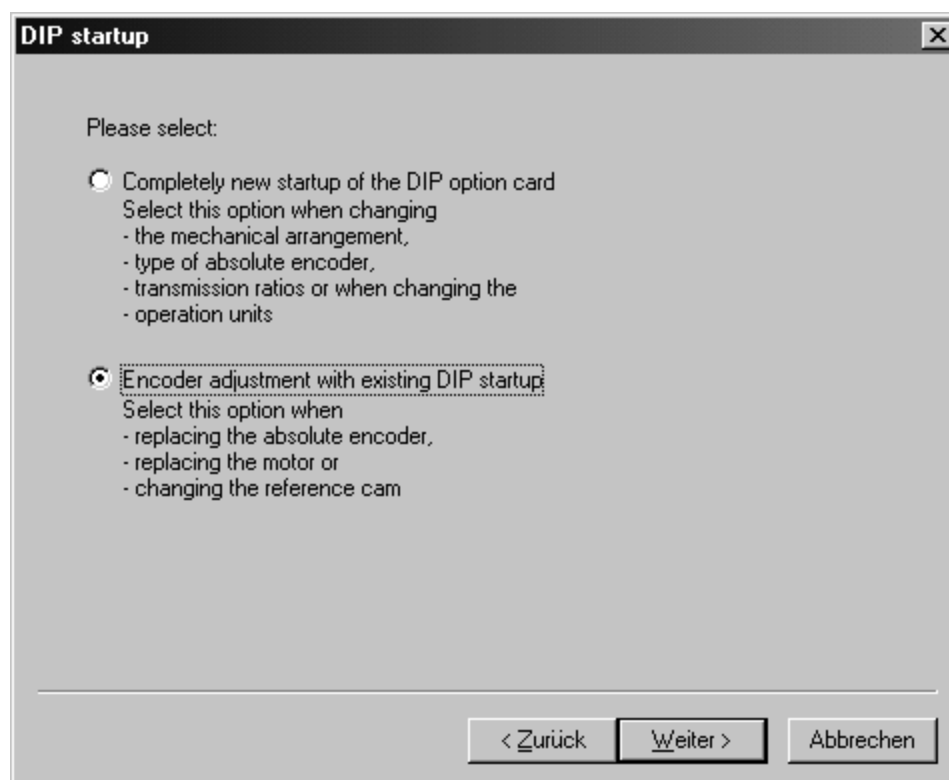 DIP startup
Please select:
Completely new startup of the DIP option card
Select this option when changing
- the mechanical arrangement,
- type of absolute encoder,
- transmission ratios or when changing the
- operation units
Encoder adjustment with existing DIP startup
Select this option when
- replacing the absolute encoder,
- replacing the motor or
- changing the reference cam
< Zurück
Weiter >
Abbrechen